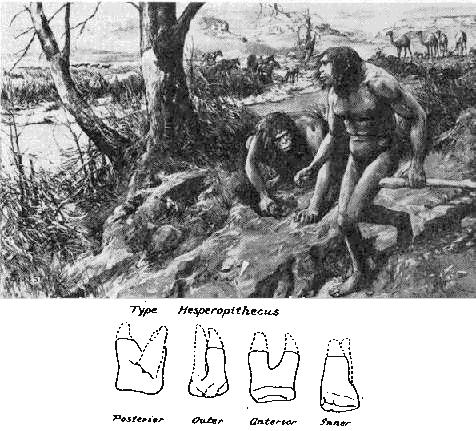 Type Hesperopithecus
Posterior Outer Anterior Inner